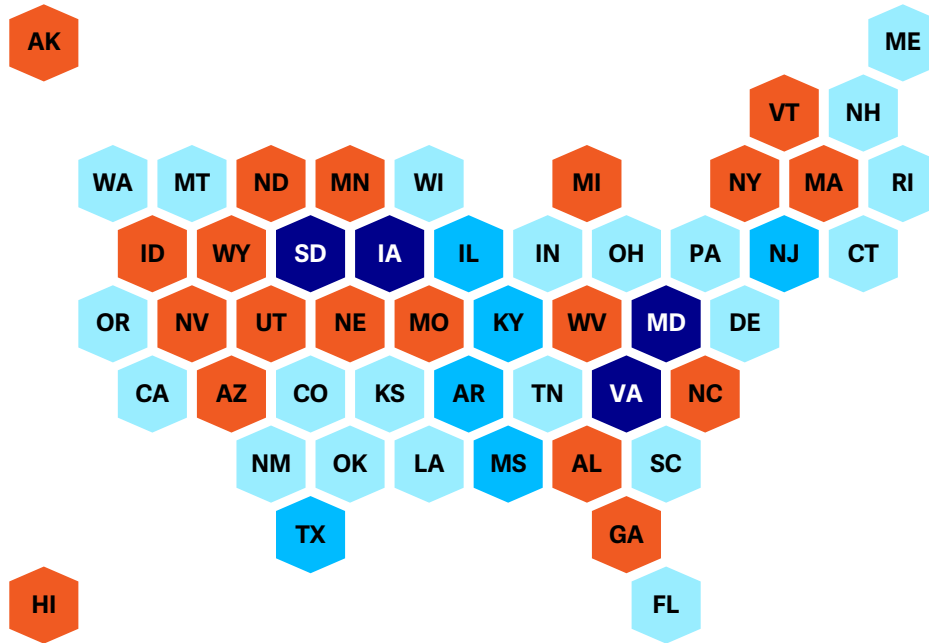 AK ME
VT NH
WA MT ND MN WI MI NY MA RI
ID WY SD IA IL IN OH PA NJ CT
OR NV UT NE MO KY WV MD DE
CA AZ CO KS AR TN VA NC
NM OK LA MS AL SC
TX GA
HI FL